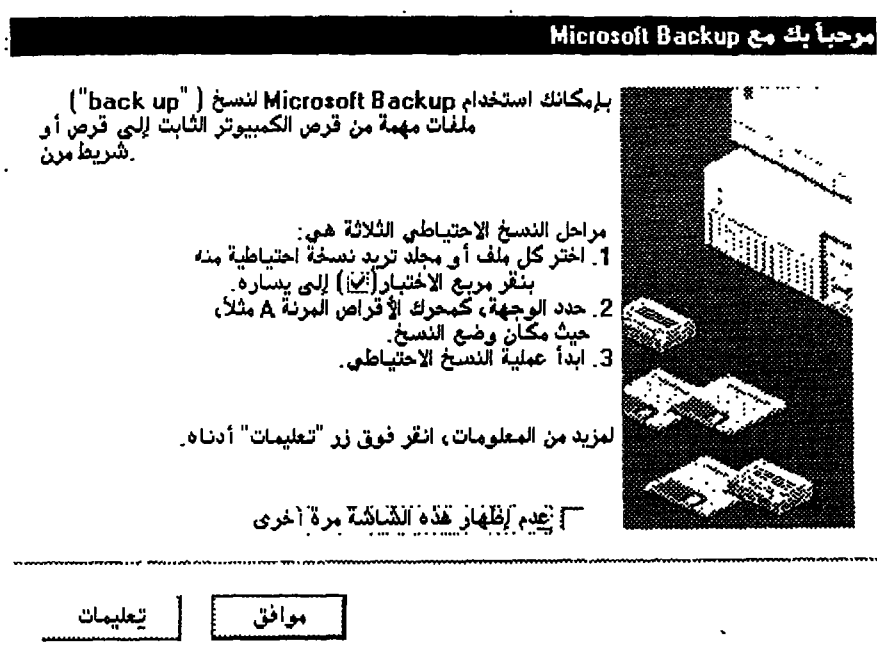 مرحباً بك مع Microsoft Backup
بإمكانك استخدام Microsoft Backup لنسخ ( "back up")
ملفات مهمة من قرص الكمبيوتر الثابت إلى قرص أو
شريط مرن.
مراحل النسخ الاحتياطي الثلاثة هي:
1. اختر كل ملف أو مجلد تريد نسخة احتياطية منه
بنقر مربع الاختبار(☑) إلى يساره.
2. حدد الوجهة، كمحرك الأقراص المرنة A مثلاً،
حيث مكان وضع النسخ.
3. ابدأ عملية النسخ الاحتياطي.
لمزيد من المعلومات، انقر فوق زر "تعليمات" أدناه.
عدم إظهار هذه الشاشة مرة أخرى
موافق
تعليمات